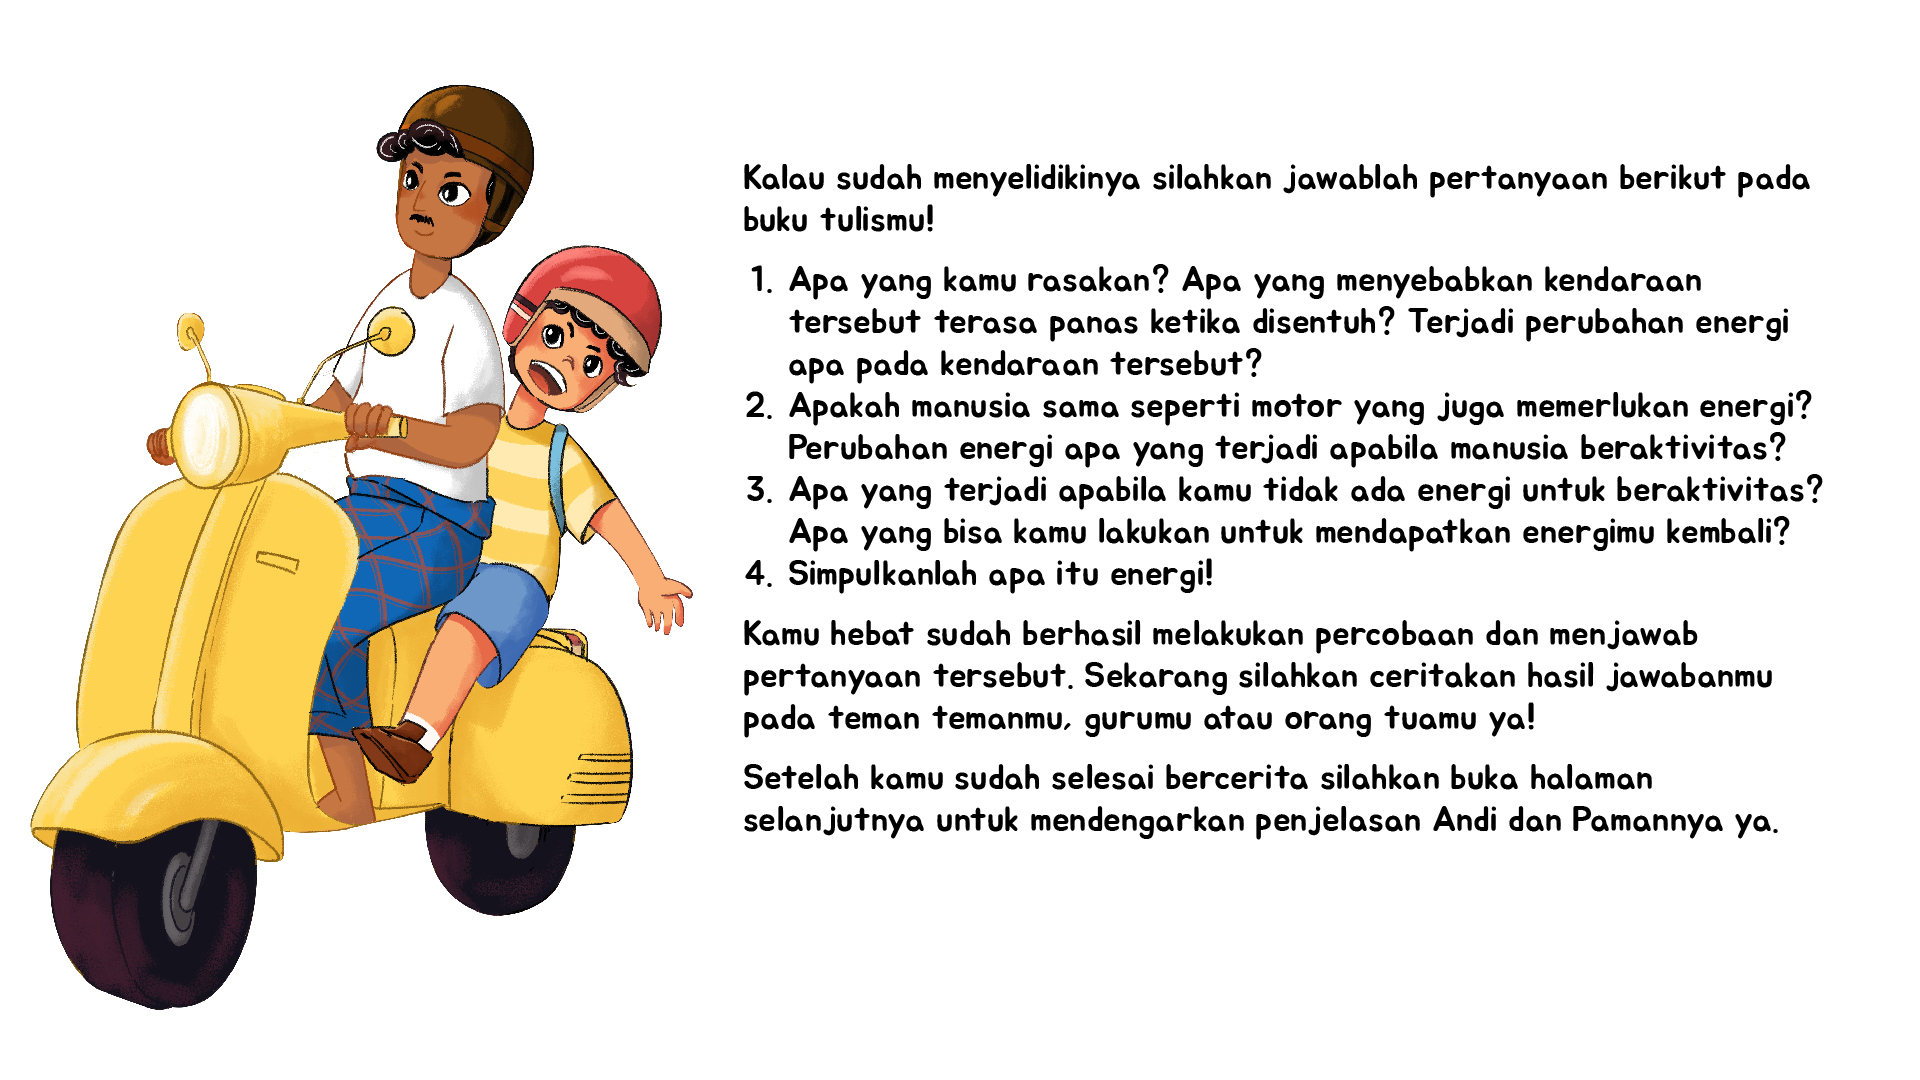 Kalau sudah menyelidikinya silahkan jawablah pertanyaan berikut pada
buku tulismu!
1. Apa yang kamu rasakan? Apa yang menyebabkan kendaraan
tersebut terasa panas ketika disentuh? Terjadi perubahan energi
apa pada kendaraan tersebut?
2. Apakah manusia sama seperti motor yang juga memerlukan energi?
Perubahan energi apa yang terjadi apabila manusia beraktivitas?
3. Apa yang terjadi apabila kamu tidak ada energi untuk beraktivitas?
Apa yang bisa kamu lakukan untuk mendapatkan energimu kembali?
4. Simpulkanlah apa itu energi!
Kamu hebat sudah berhasil melakukan percobaan dan menjawab
pertanyaan tersebut. Sekarang silahkan ceritakan hasil jawabanmu
pada teman temanmu, gurumu atau orang tuamu ya!
Setelah kamu sudah selesai bercerita silahkan buka halaman
selanjutnya untuk mendengarkan penjelasan Andi dan Pamannya ya.